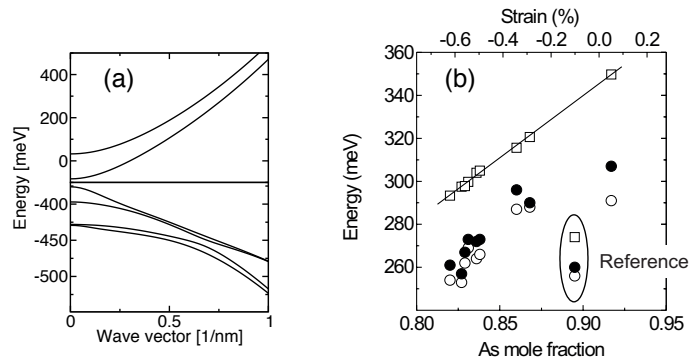 Strain (%)
-0.6 -0.4 -0.2 0.0 0.2
(a)
400
200
0
-400
-450
-500
0
0.5
1
Wave vector [1/nm]
Energy [meV]
(b)
360
340
320
300
280
260
0.80 0.85 0.90 0.95
As mole fraction
Energy (meV)
Reference